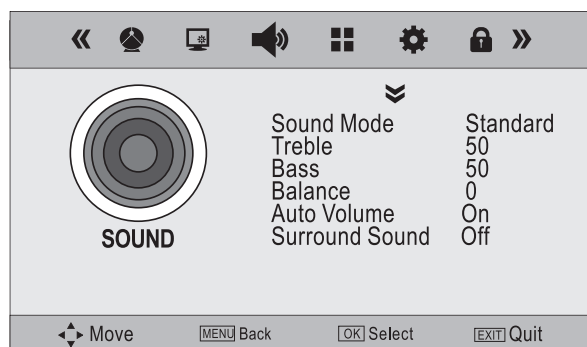 Sound Mode Standard
Treble 50
Bass 50
Balance 0
Auto Volume On
Surround Sound Off
SOUND
Move MENU Back OK Select EXIT Quit